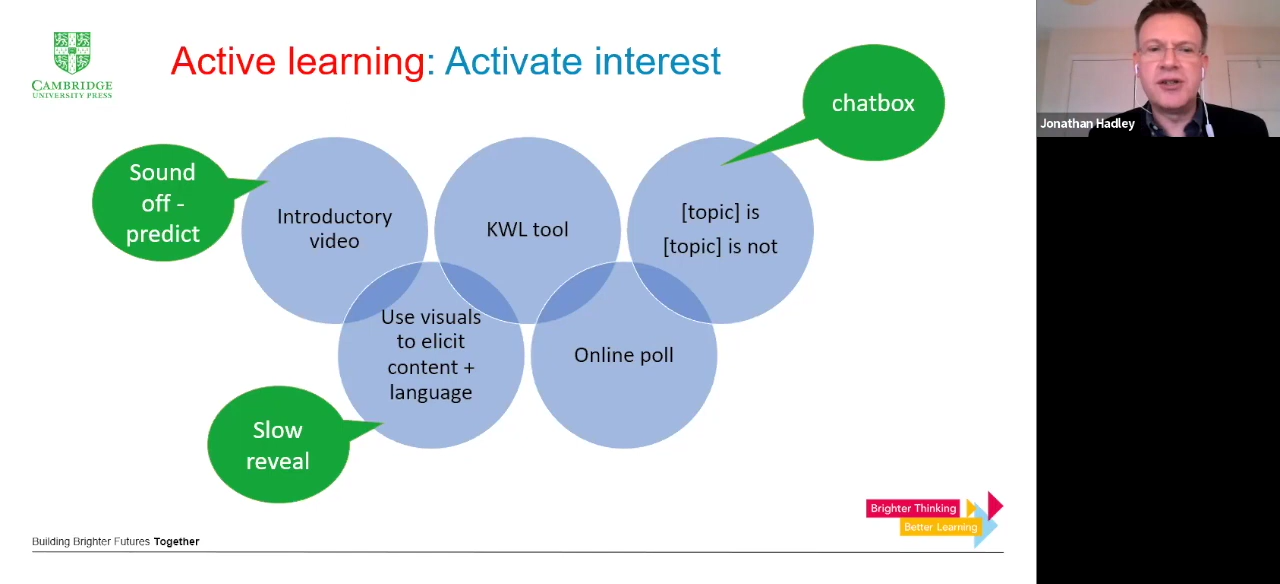 Active learning: Activate interest
CAMBRIDGE
UNIVERSITY PRESS
chatbox
Jonathan Hadley
Sound
off -
predict
Introductory
video
KWL tool
[topic] is
[topic] is not
Use visuals
to elicit
content +
language
Online poll
Slow
reveal
Brighter Thinking
Better Learning
Building Brighter Futures Together